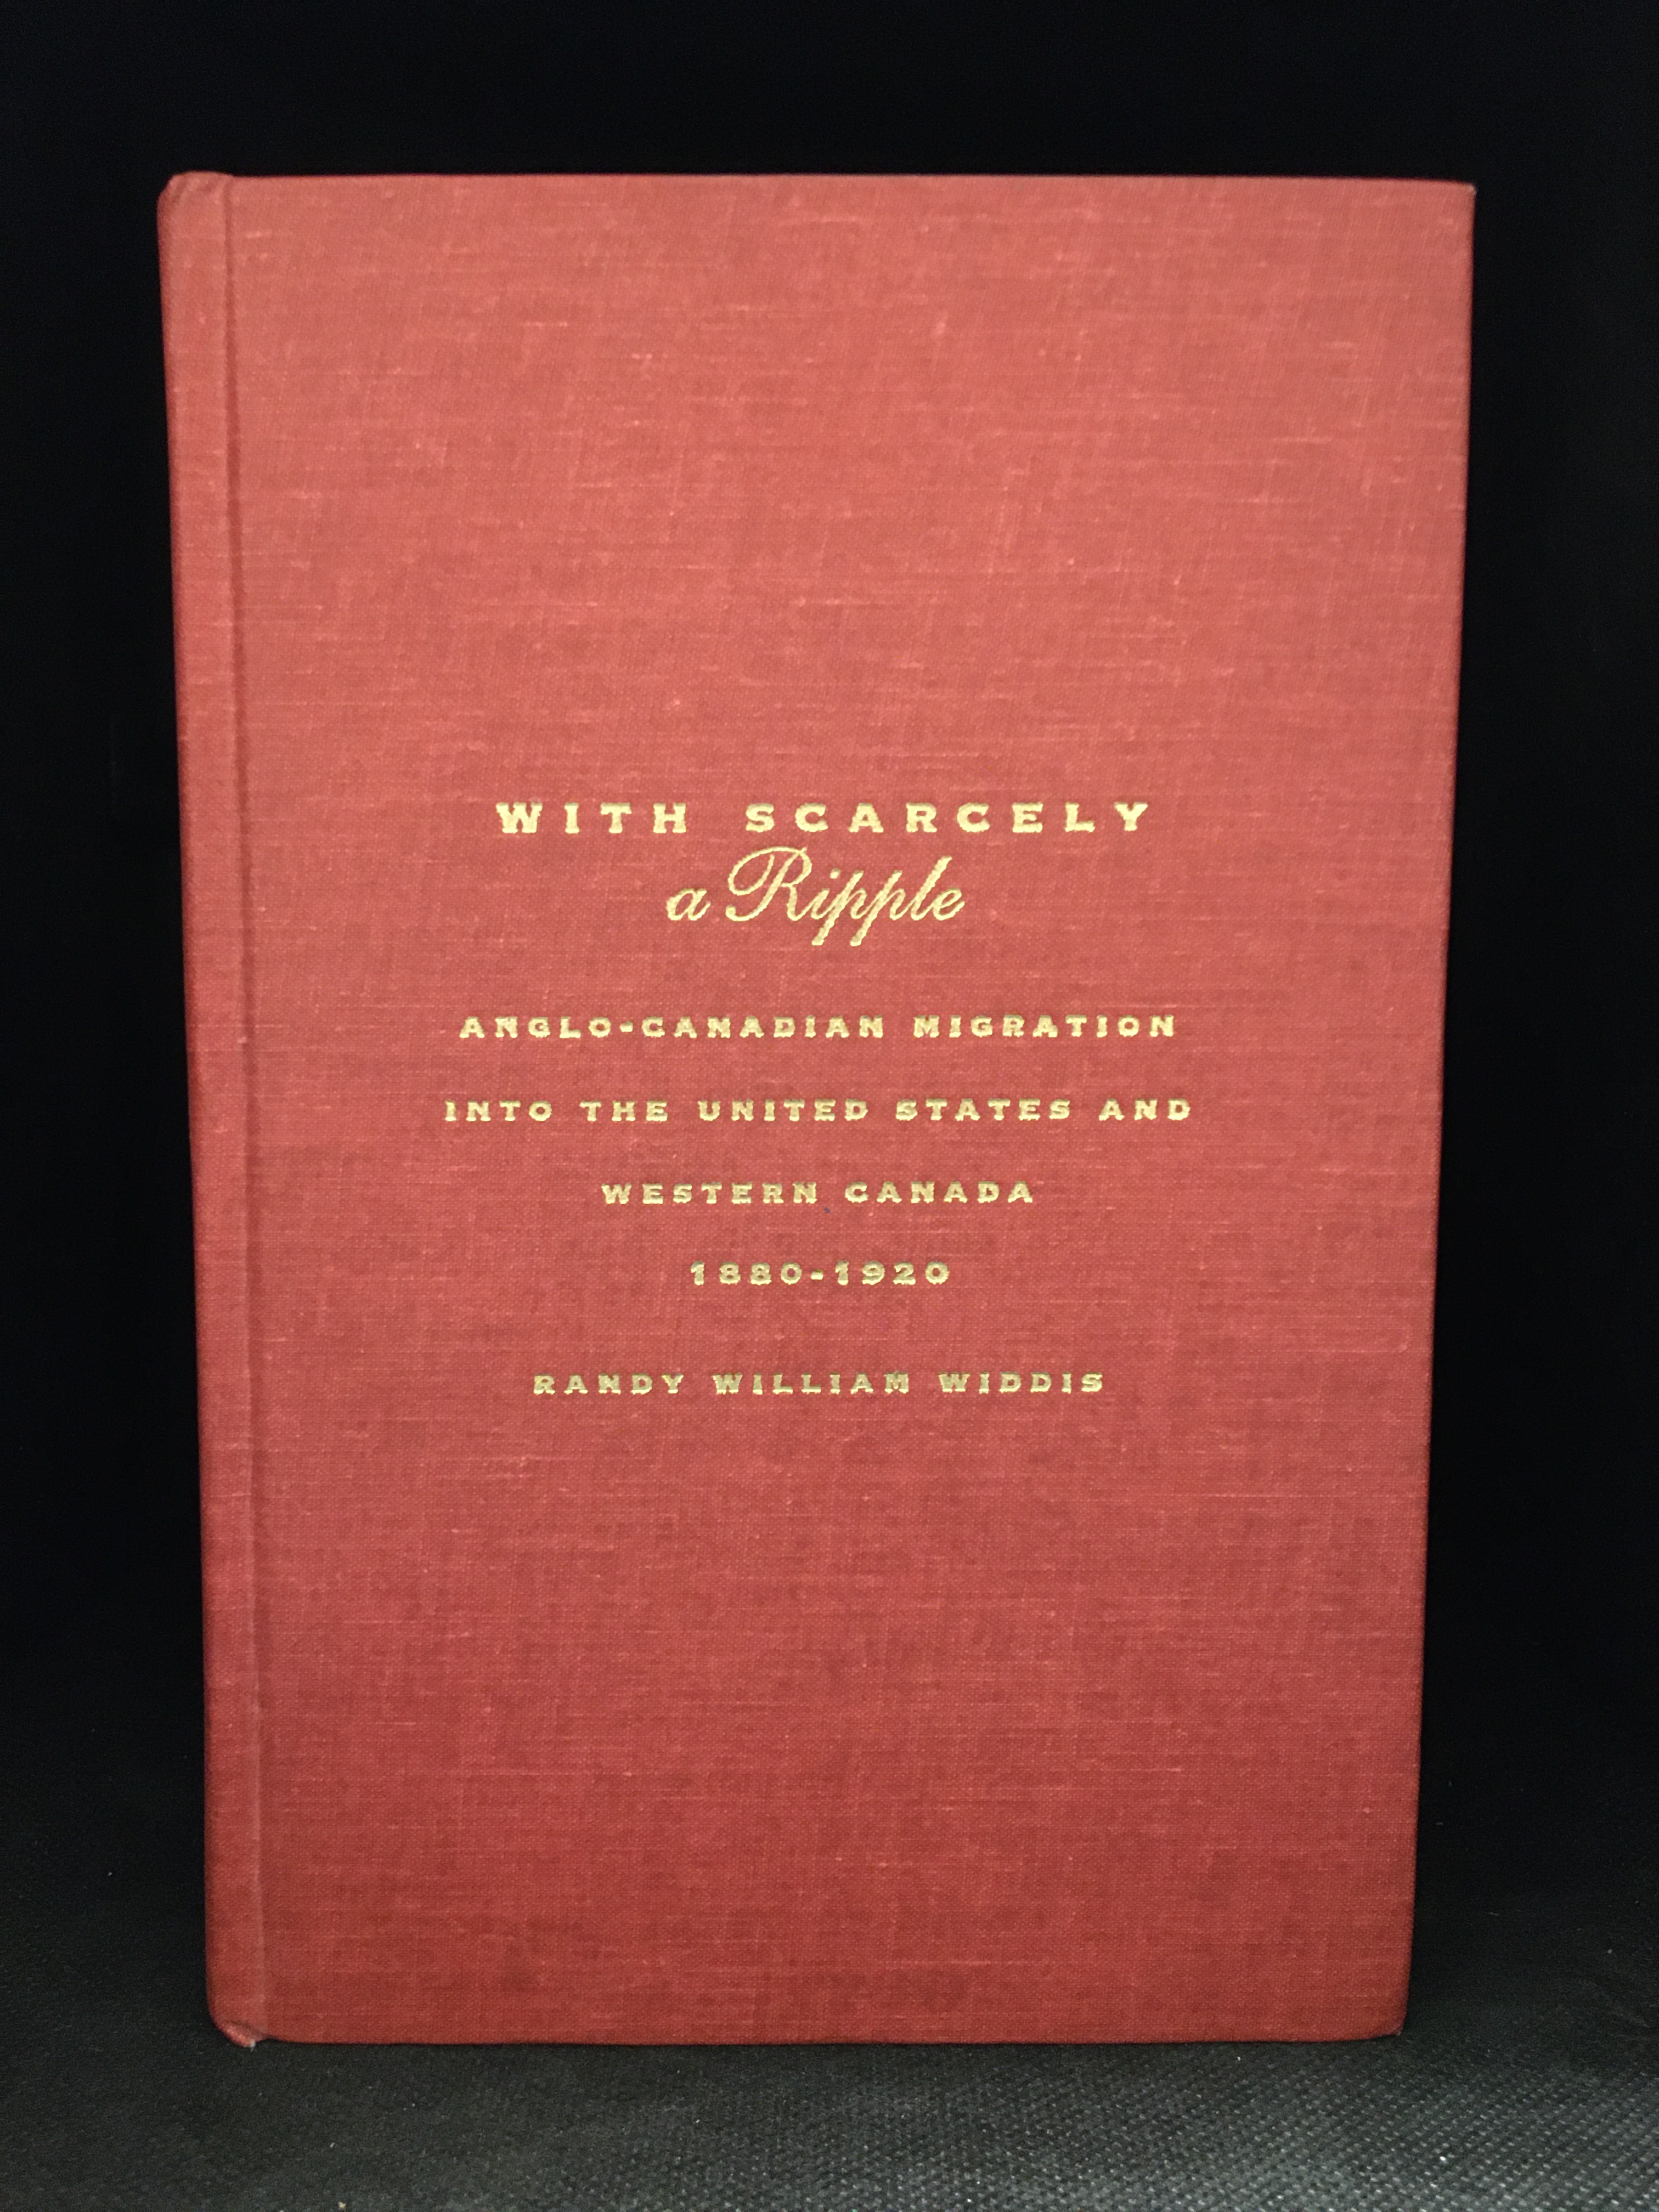 WITH SCARCELY
a Ripple
ANGLO-CANADIAN MIGRATION
INTO THE UNITED STATES AND
WESTERN CANADA
1880-1920
RANDY WILLIAM WIDDIS